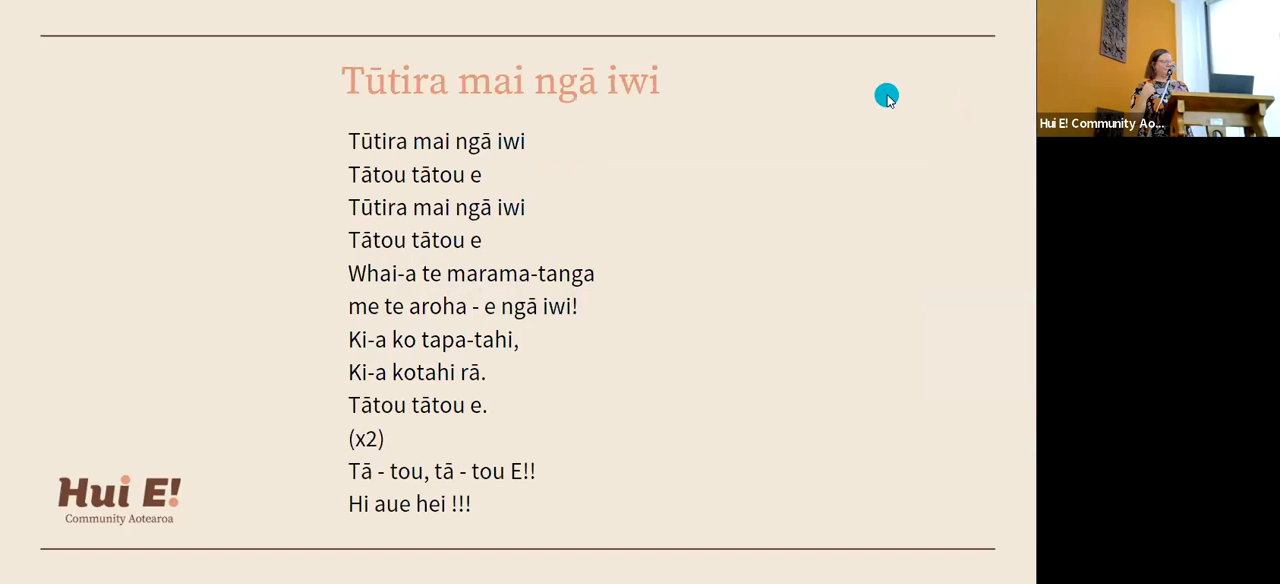 Tūtira mai ngā iwi
Tūtira mai ngā iwi
Tātou tātou e
Tūtira mai ngā iwi
Tātou tātou e
Whai-a te marama-tanga
me te aroha - e ngā iwi!
Ki-a ko tapa-tahi,
Ki-a kotahi rā.
Tātou tātou e.
(x2)
Tā - tou, tā - tou E!!
Hi aue hei !!!
Hui E!
Community Aotearoa
Hui E! Community Ao...